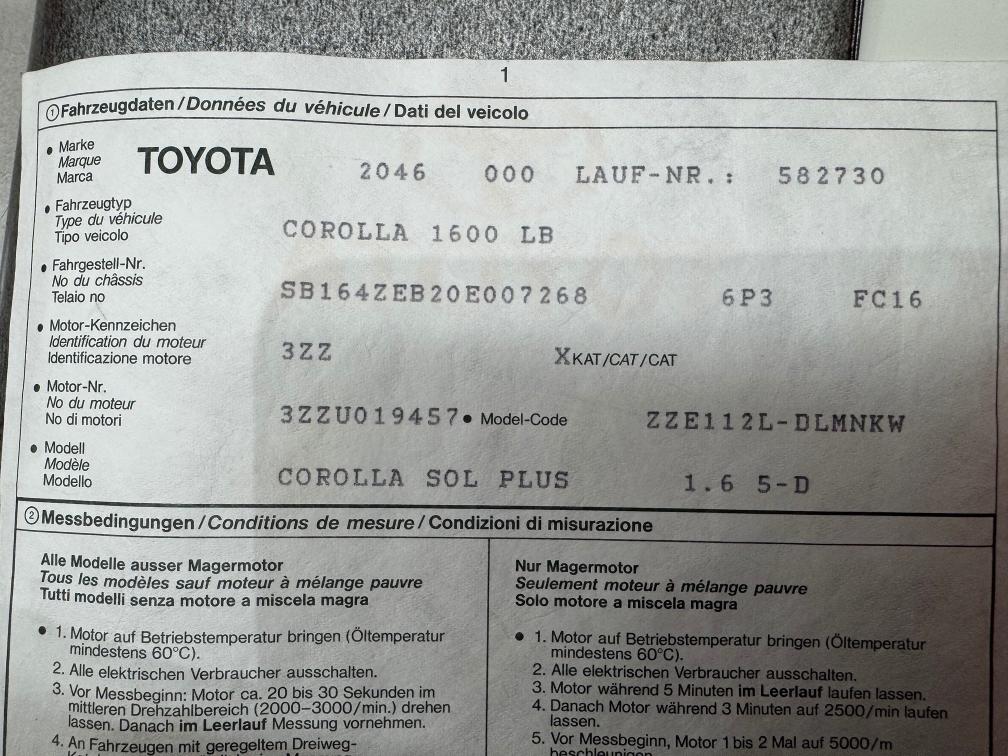 1
① Fahrzeugdaten / Données du véhicule / Dati del veicolo
• Marke
Marque
Marca
TOYOTA 2046 000 LAUF-NR.: 582730
• Fahrzeugtyp
Type du véhicule
Tipo veicolo
COROLLA 1600 LB
• Fahrgestell-Nr.
No du châssis
Telaio no
SB164ZEB20E007268 6P3 FC16
• Motor-Kennzeichen
Identification du moteur
Identificazione motore
3ZZ X KAT/CAT/CAT
• Motor-Nr.
No du moteur
No di motori
3ZZU019457 • Model-Code ZZE112L-DLMNKW
• Modell
Modèle
Modello
COROLLA SOL PLUS 1.6 5-D
② Messbedingungen / Conditions de mesure / Condizioni di misurazione
Alle Modelle ausser Magermotor
Tous les modèles sauf moteur à mélange pauvre
Tutti modelli senza motore a miscela magra
• 1. Motor auf Betriebstemperatur bringen (Öltemperatur
mindestens 60°C).
2. Alle elektrischen Verbraucher ausschalten.
3. Vor Messbeginn: Motor ca. 20 bis 30 Sekunden im
mittleren Drehzahlbereich (2000–3000/min.) drehen
lassen. Danach im Leerlauf Messung vornehmen.
4. An Fahrzeugen mit geregeltem Dreiweg-
Nur Magermotor
Seulement moteur à mélange pauvre
Solo motore a miscela magra
• 1. Motor auf Betriebstemperatur bringen (Öltemperatur
mindestens 60°C).
2. Alle elektrischen Verbraucher ausschalten.
3. Motor während 5 Minuten im Leerlauf laufen lassen.
4. Danach Motor während 3 Minuten auf 2500/min laufen
lassen.
5. Vor Messbeginn, Motor 1 bis 2 Mal auf 5000/m
beschleunigen